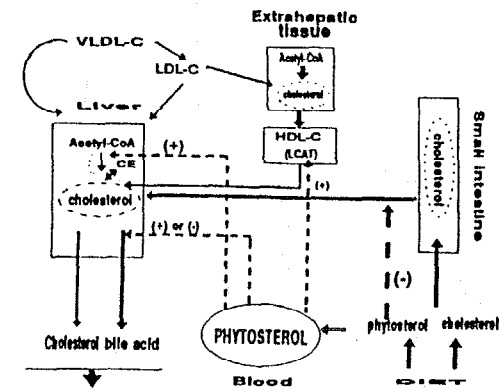 Extrahepatic
tissue
VLDL-C
LDL-C
Acetyl-CoA
cholesterol
Liver
Acetyl-CoA
CE
cholesterol
(+)
HDL-C
(LCAT)
(+)
Small intestine
cholesterol
(+) or (-)
(-)
PHYTOSTEROL
phytosterol cholesterol
Cholesterol bile acid
Blood
DIET